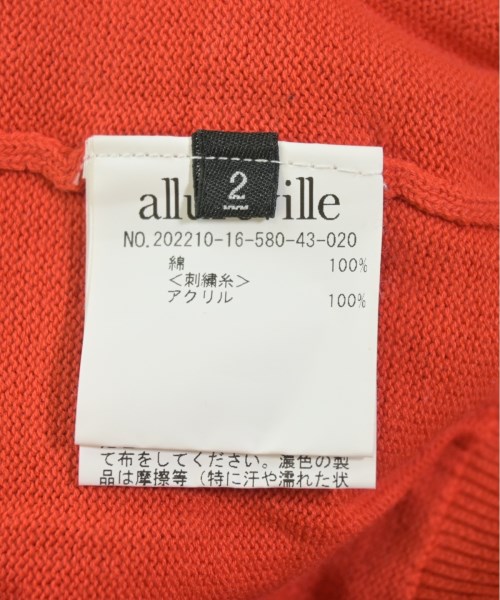 2
NO.202210-16-580-43-020
綿 100%
＜刺繍糸＞
アクリル 100%
て布をしてください。濃色の製
品は摩擦等（特に汗や濡れた状